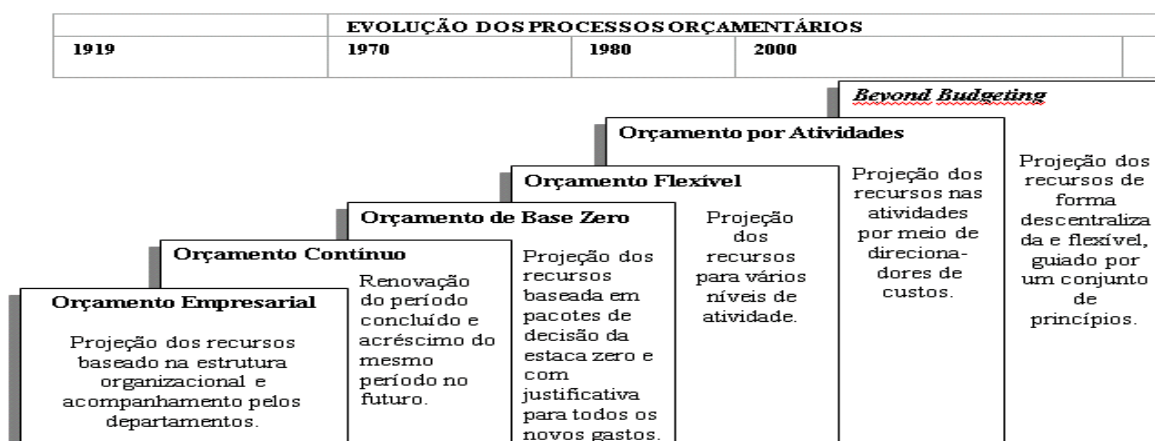 EVOLUÇÃO DOS PROCESSOS ORÇAMENTÁRIOS
1919
1970
1980
2000
Orçamento Empresarial
Projeção dos recursos
baseado na estrutura
organizacional e
acompanhamento pelos
departamentos.
Orçamento Contínuo
Renovação
do período
concluído e
acréscimo do
mesmo
período no
futuro.
Orçamento de Base Zero
Projeção dos
recursos
baseada em
pacotes de
decisão da
estaca zero e
com
justificativa
para todos os
novos gastos.
Orçamento Flexível
Projeção
dos
recursos
para vários
níveis de
atividade.
Orçamento por Atividades
Projeção dos
recursos nas
atividades
por meio de
direciona-
dores de
custos.
Beyond Budgeting
Projeção dos
recursos de
forma
descentraliza
da e flexível,
guiado por
um conjunto
de
princípios.